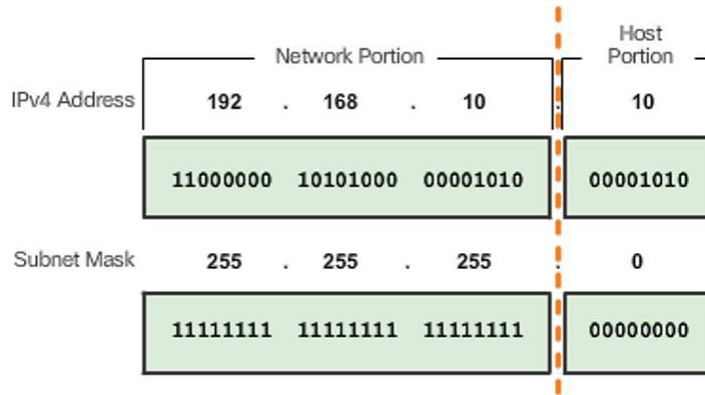 Network Portion
Host
Portion
IPv4 Address 192 . 168 . 10 . 10
11000000 10101000 00001010 00001010
Subnet Mask 255 . 255 . 255 . 0
11111111 11111111 11111111 00000000